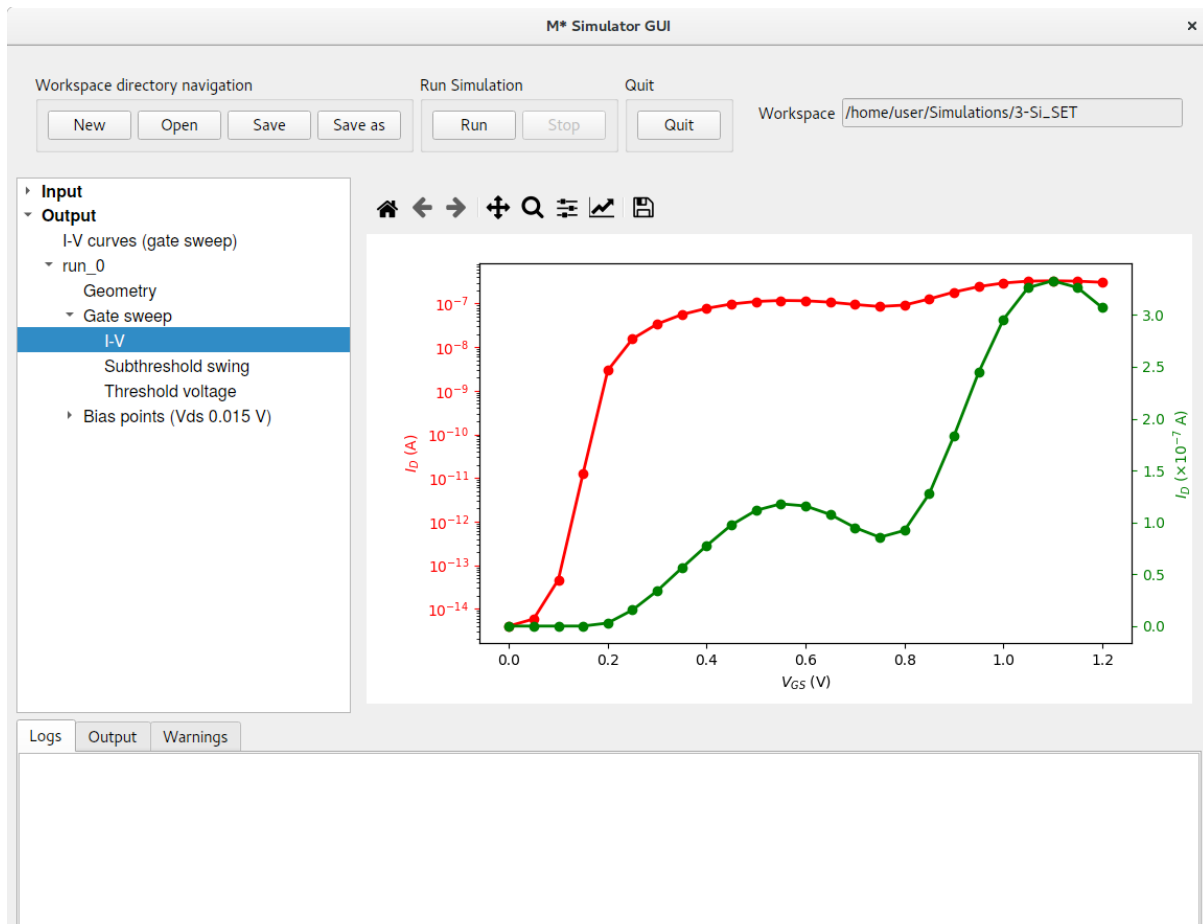 M* Simulator GUI
×
Workspace directory navigation
Run Simulation
Quit
New
Open
Save
Save as
Run
Stop
Quit
Workspace
/home/user/Simulations/3-Si_SET
Input
Output
I-V curves (gate sweep)
run_0
Geometry
Gate sweep
I-V
Subthreshold swing
Threshold voltage
Bias points (Vds 0.015 V)
10⁻⁷
10⁻⁸
10⁻⁹
10⁻¹⁰
10⁻¹¹
10⁻¹²
10⁻¹³
10⁻¹⁴
I_D (A)
3.0
2.5
2.0
1.5
1.0
0.5
0.0
I_D (×10⁻⁷ A)
0.0 0.2 0.4 0.6 0.8 1.0 1.2
V_GS (V)
Logs
Output
Warnings